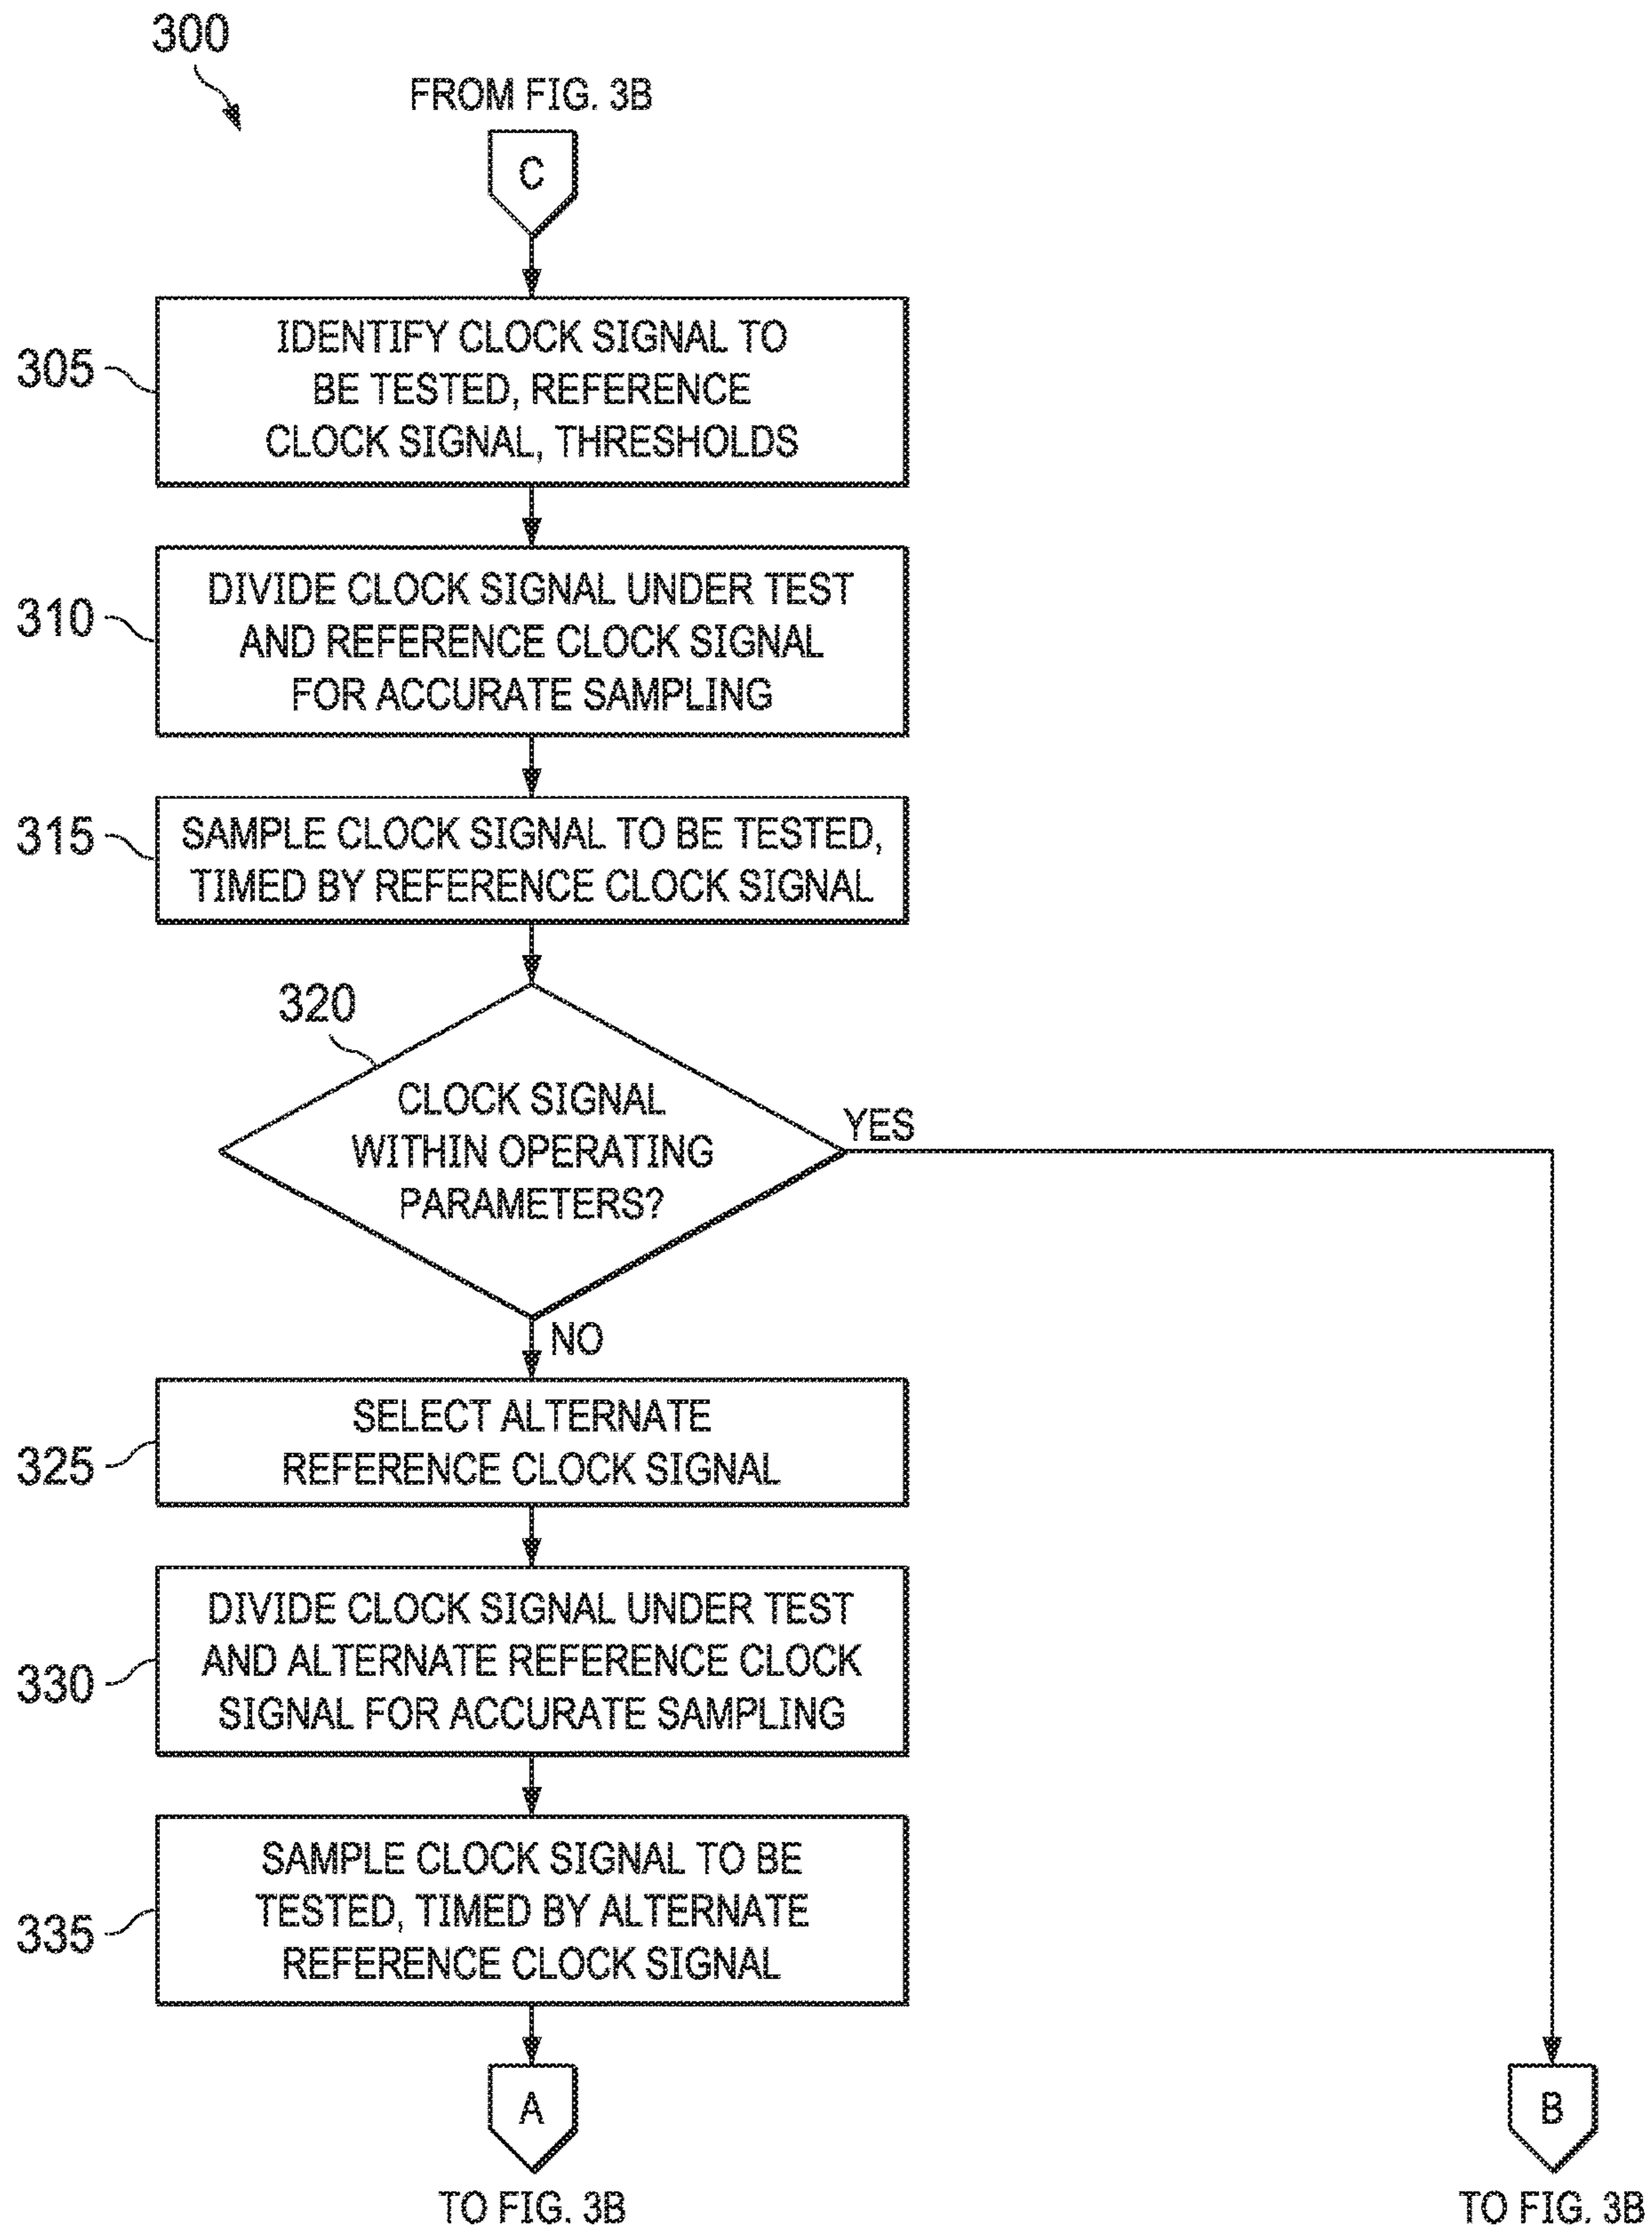 300
FROM FIG. 3B
C
305
IDENTIFY CLOCK SIGNAL TO
BE TESTED, REFERENCE
CLOCK SIGNAL, THRESHOLDS
310
DIVIDE CLOCK SIGNAL UNDER TEST
AND REFERENCE CLOCK SIGNAL
FOR ACCURATE SAMPLING
315
SAMPLE CLOCK SIGNAL TO BE TESTED,
TIMED BY REFERENCE CLOCK SIGNAL
320
CLOCK SIGNAL
WITHIN OPERATING
PARAMETERS?
YES
NO
325
SELECT ALTERNATE
REFERENCE CLOCK SIGNAL
330
DIVIDE CLOCK SIGNAL UNDER TEST
AND ALTERNATE REFERENCE CLOCK
SIGNAL FOR ACCURATE SAMPLING
335
SAMPLE CLOCK SIGNAL TO BE
TESTED, TIMED BY ALTERNATE
REFERENCE CLOCK SIGNAL
A
B
TO FIG. 3B
TO FIG. 3B